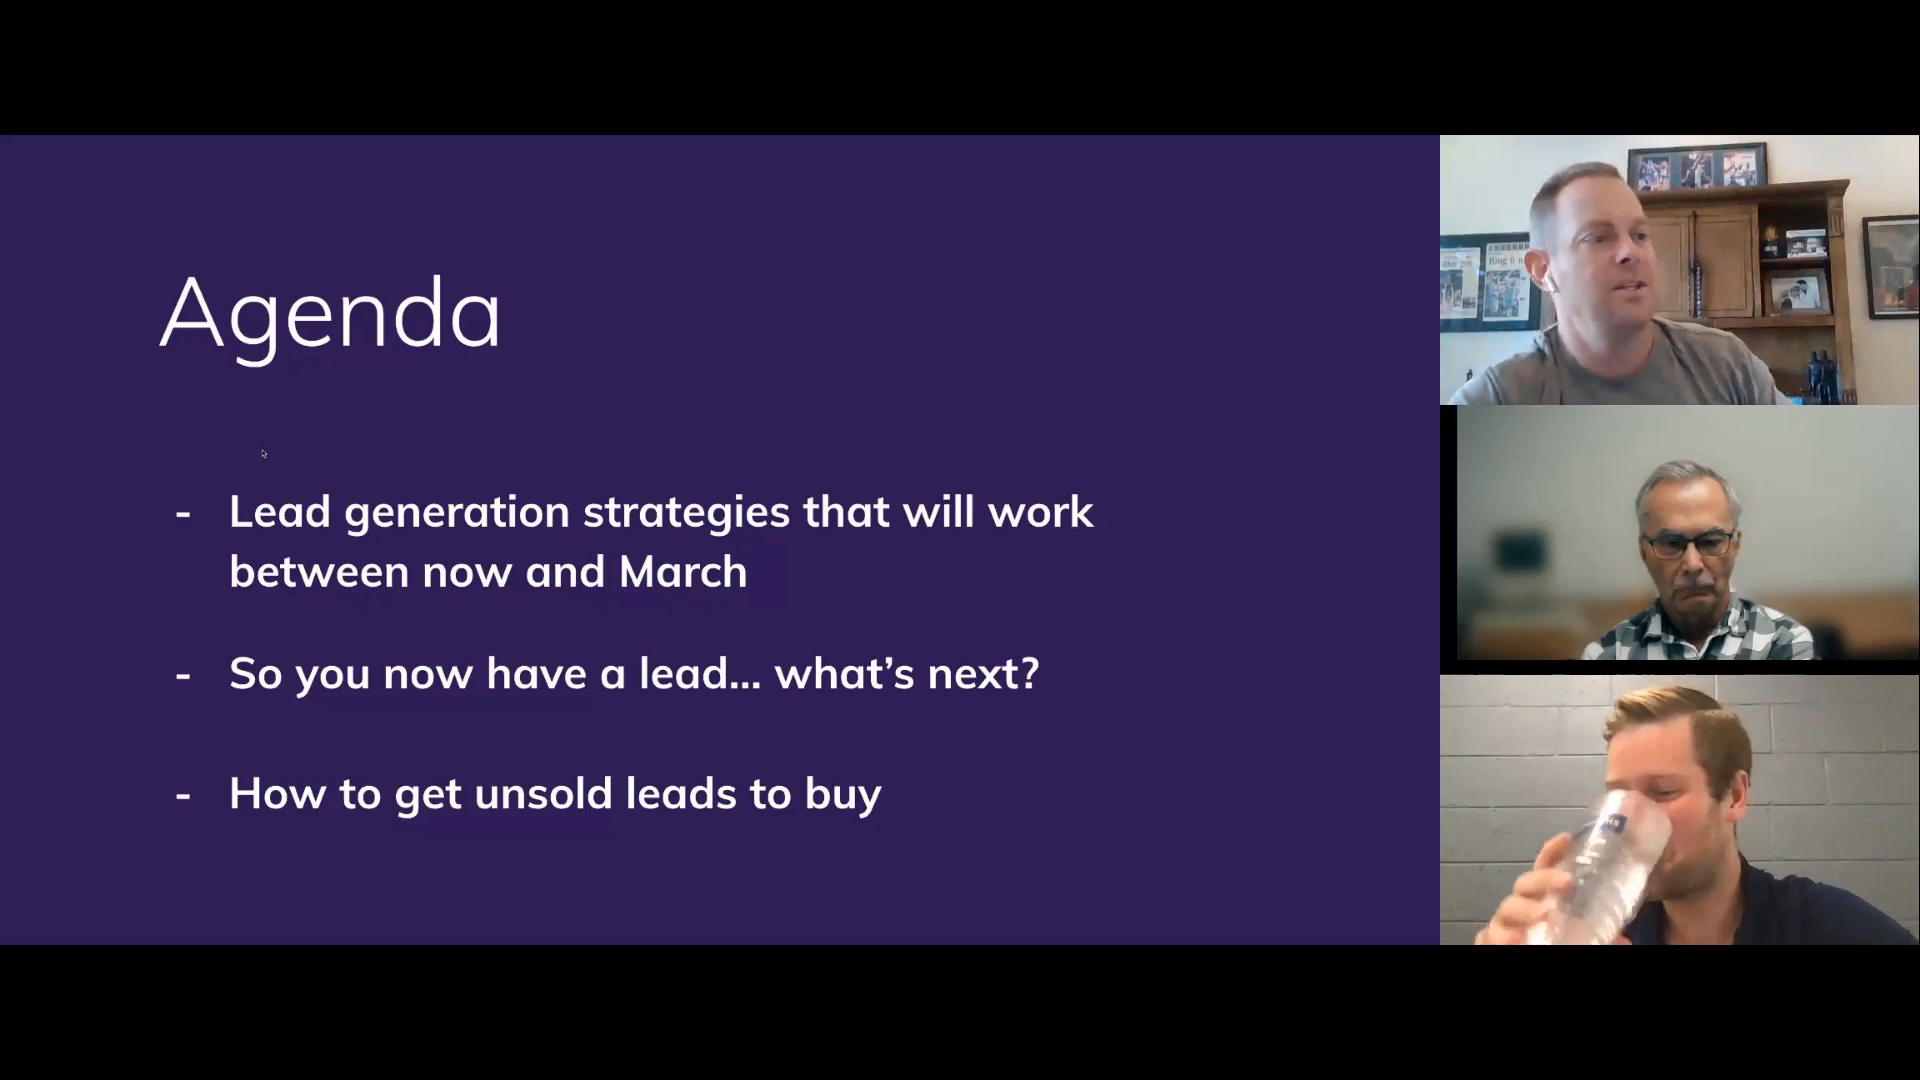 Agenda
- Lead generation strategies that will work
between now and March
- So you now have a lead... what’s next?
- How to get unsold leads to buy